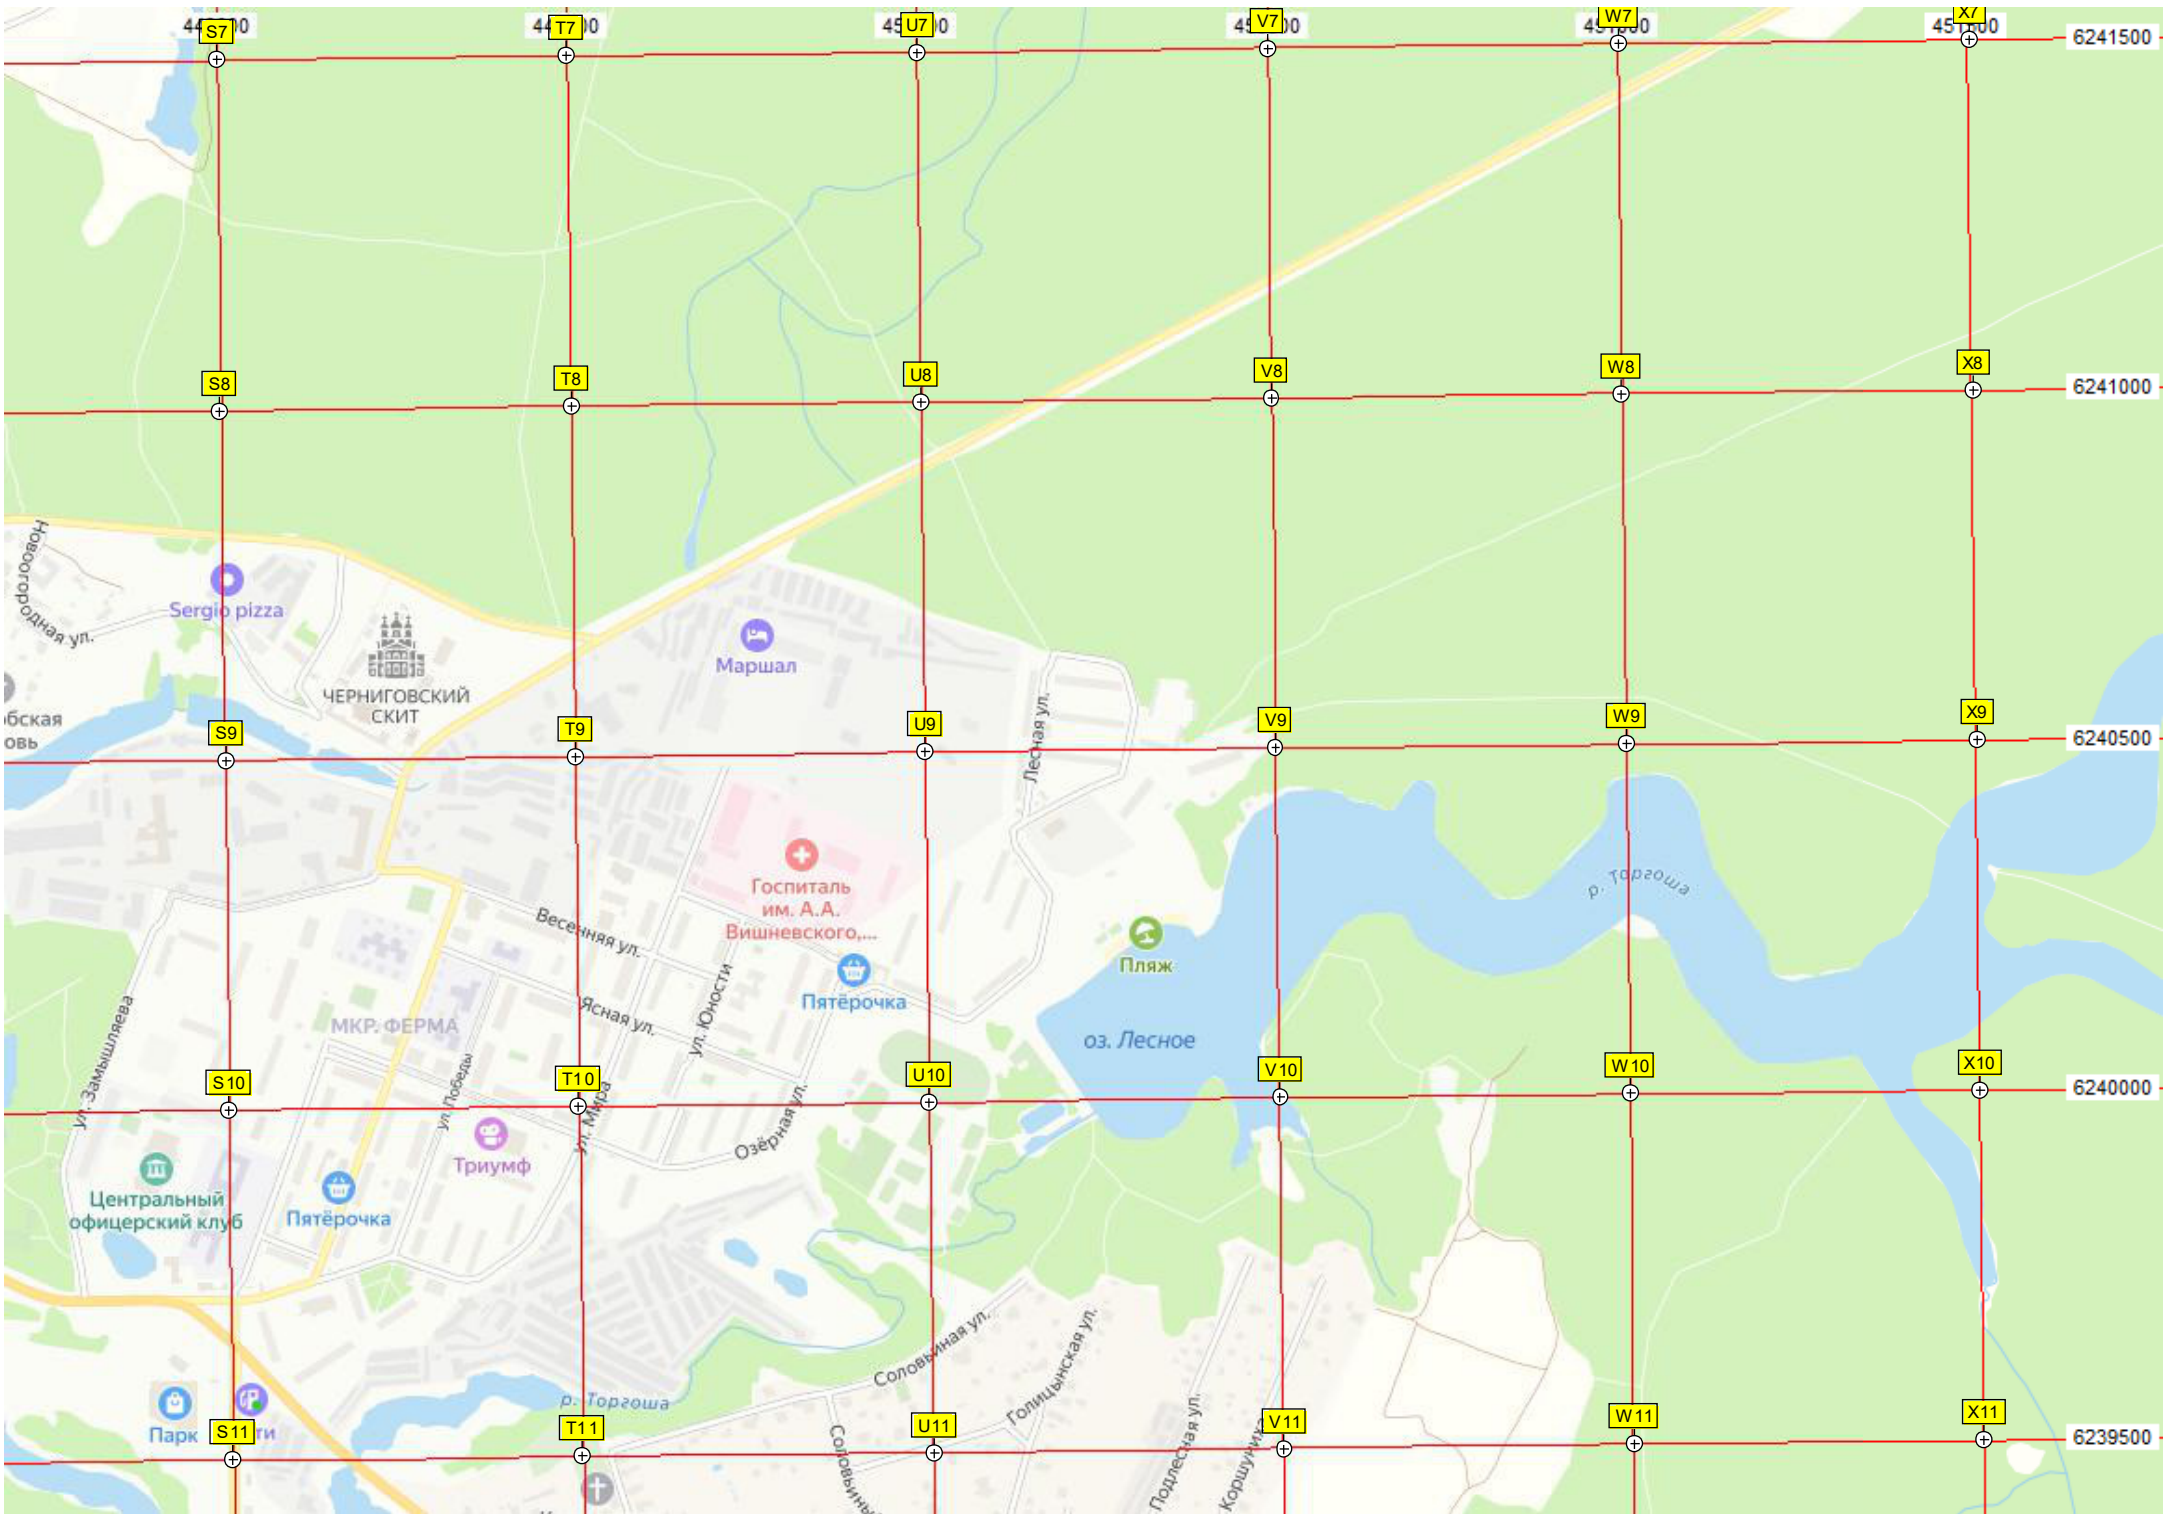 S7
T7
U7
V7
W7
X7
6241500
S8
T8
U8
V8
W8
X8
6241000
Новоогородная ул.
Sergio pizza
Маршал
ЧЕРНИГОВСКИЙ
СКИТ
овь
Лесная ул.
S9
T9
U9
V9
W9
X9
6240500
р. Торгоша
Госпиталь
им. А.А.
Вишневского,...
Весенняя ул.
Пляж
Пятёрочка
ул. Юности
Ясная ул.
МКР. ФЕРМА
оз. Лесное
ул. Замышляева
ул. Победы
S10
T10
U10
V10
W10
X10
6240000
ул. Мира
Озёрная ул.
Триумф
Центральный
офицерский клуб
Пятёрочка
Соловьиная ул.
Голицынская ул.
р. Торгоша
Парк
ти
Подлесная ул.
S11
T11
U11
V11
W11
X11
6239500